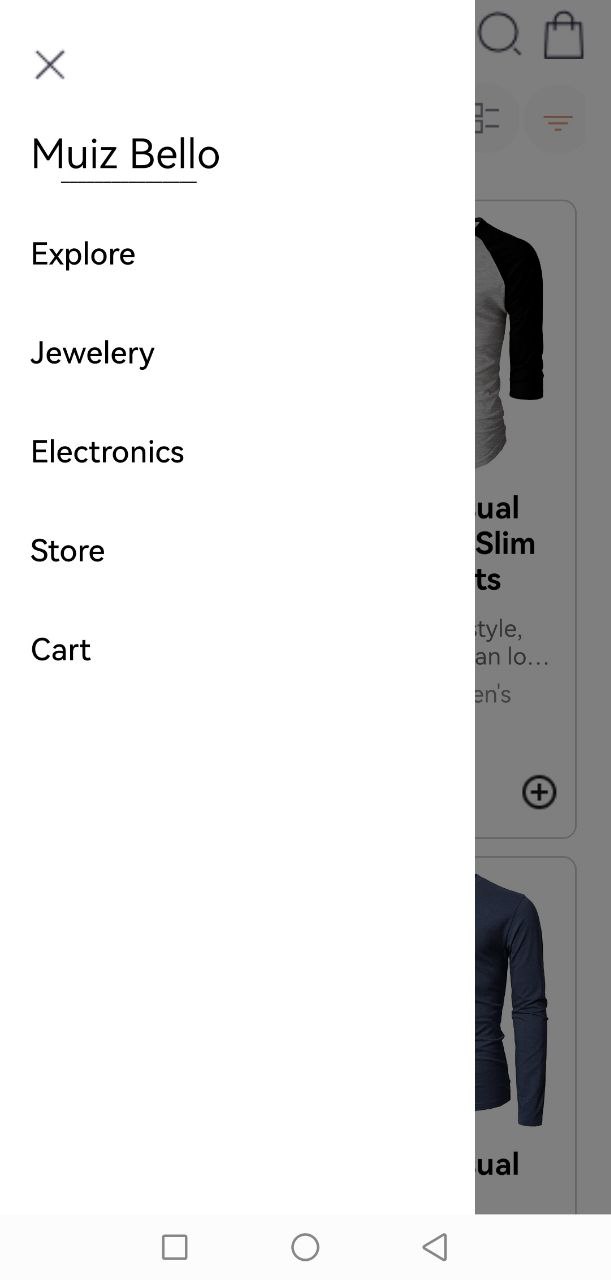 Muiz Bello
Explore
Jewelery
Electronics
Store
Cart
ual
Slim
ts
style,
an lo...
en's
ual